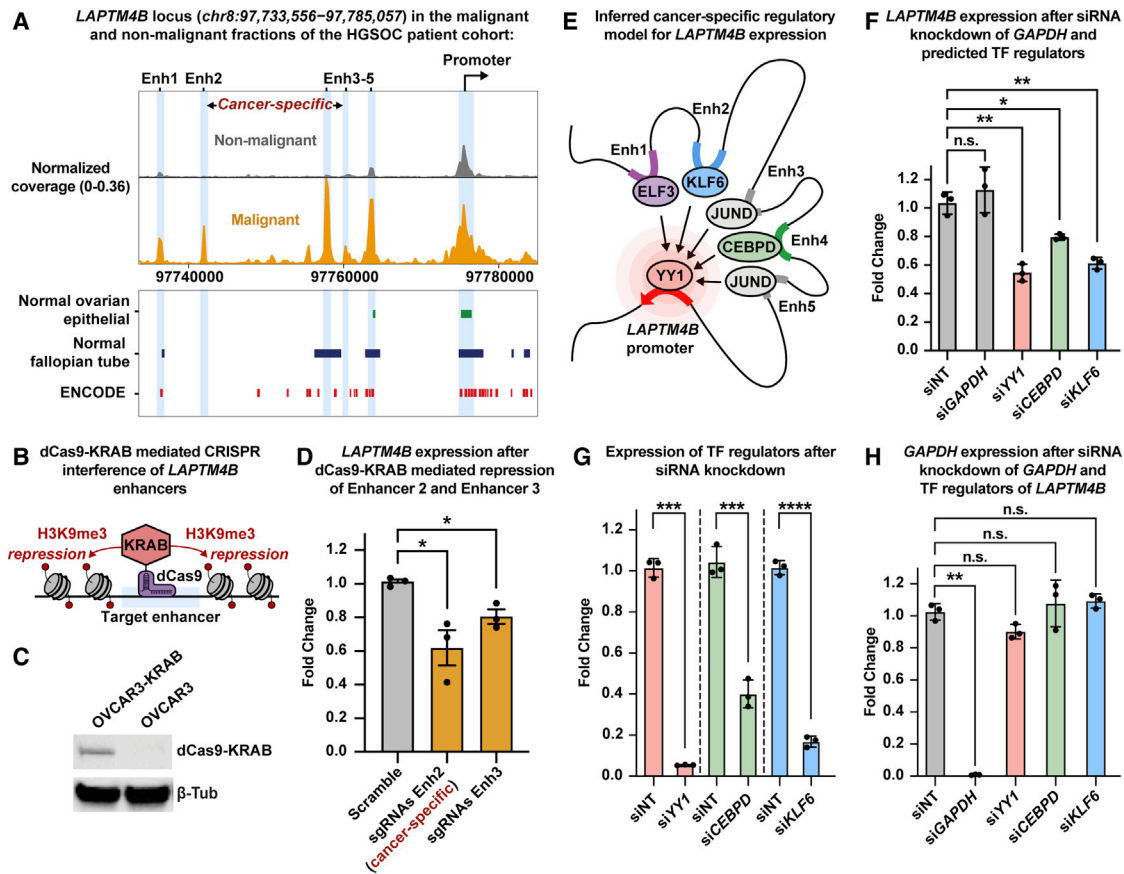 A
LAPTM4B locus (chr8:97,733,556−97,785,057) in the malignant
and non-malignant fractions of the HGSOC patient cohort:
Promoter
Enh1 Enh2 Enh3-5
Cancer-specific
Non-malignant
Normalized
coverage (0-0.36)
Malignant
97740000 97760000 97780000
Normal ovarian
epithelial
Normal
fallopian tube
ENCODE
B
dCas9-KRAB mediated CRISPR
interference of LAPTM4B
enhancers
H3K9me3
repression
KRAB
H3K9me3
repression
dCas9
Target enhancer
C
OVCAR3-KRAB
OVCAR3
dCas9-KRAB
β-Tub
D
LAPTM4B expression after
dCas9-KRAB mediated repression
of Enhancer 2 and Enhancer 3
*
*
Fold Change
1.2
1.0
0.8
0.6
0.4
0.2
0.0
Scramble
sgRNAs Enh2
(cancer-specific)
sgRNAs Enh3
E
Inferred cancer-specific regulatory
model for LAPTM4B expression
Enh2
Enh1
ELF3
KLF6
Enh3
JUND
CEBPD
Enh4
YY1
JUND
Enh5
LAPTM4B
promoter
F
LAPTM4B expression after siRNA
knockdown of GAPDH and
predicted TF regulators
**
*
**
n.s.
Fold Change
1.2
1.0
0.8
0.6
0.4
0.2
0.0
siNT
siGAPDH
siYY1
siCEBPD
siKLF6
G
Expression of TF regulators after
siRNA knockdown
*** *** ****
Fold Change
1.2
1.0
0.8
0.6
0.4
0.2
0.0
siNT
siYY1
siNT
siCEBPD
siNT
siKLF6
H
GAPDH expression after siRNA
knockdown of GAPDH and
TF regulators of LAPTM4B
n.s.
n.s.
n.s.
**
Fold Change
1.2
1.0
0.8
0.6
0.4
0.2
0.0
siNT
siGAPDH
siYY1
siCEBPD
siKLF6